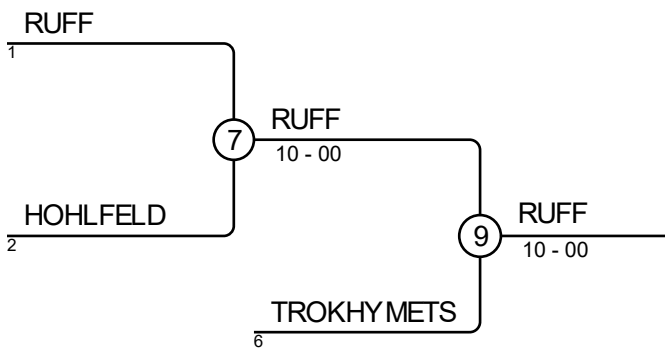 RUFF
1
7
RUFF
10 - 00
HOHLFELD
2
9
RUFF
10 - 00
TROKHYMETS
6